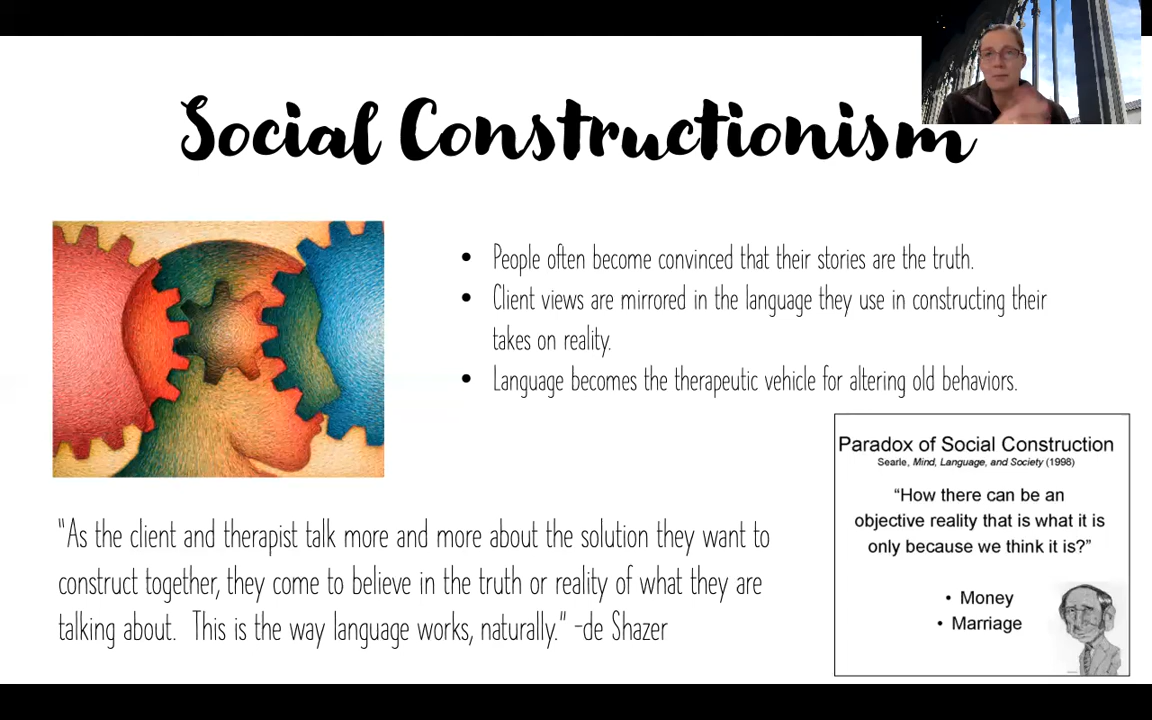 Social Constructionism
• People often become convinced that their stories are the truth.
• Client views are mirrored in the language they use in constructing their
takes on reality.
• Language becomes the therapeutic vehicle for altering old behaviors.
Paradox of Social Construction
Searle, Mind, Language, and Society (1998)
“How there can be an
objective reality that is what it is
only because we think it is?”
• Money
• Marriage
“As the client and therapist talk more and more about the solution they want to
construct together, they come to believe in the truth or reality of what they are
talking about.  This is the way language works, naturally.” -de Shazer